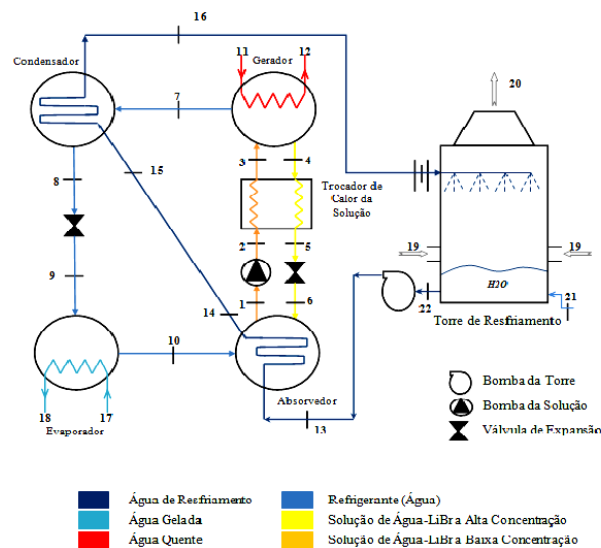 16
Condensador
11
Gerador
12
20
7
15
3
4
Trocador de
Calor da
Solução
8
2
5
19
19
9
1
6
H2O
14
22
21
10
Torre de Resfriamento
18
17
Evaporador
Absorvedor
13
Bomba da Torre
Bomba da Solução
Válvula de Expansão
Água de Resfriamento
Refrigerante (Água)
Água Gelada
Solução de Água-LiBr a Alta Concentração
Água Quente
Solução de Água-LiBr a Baixa Concentração